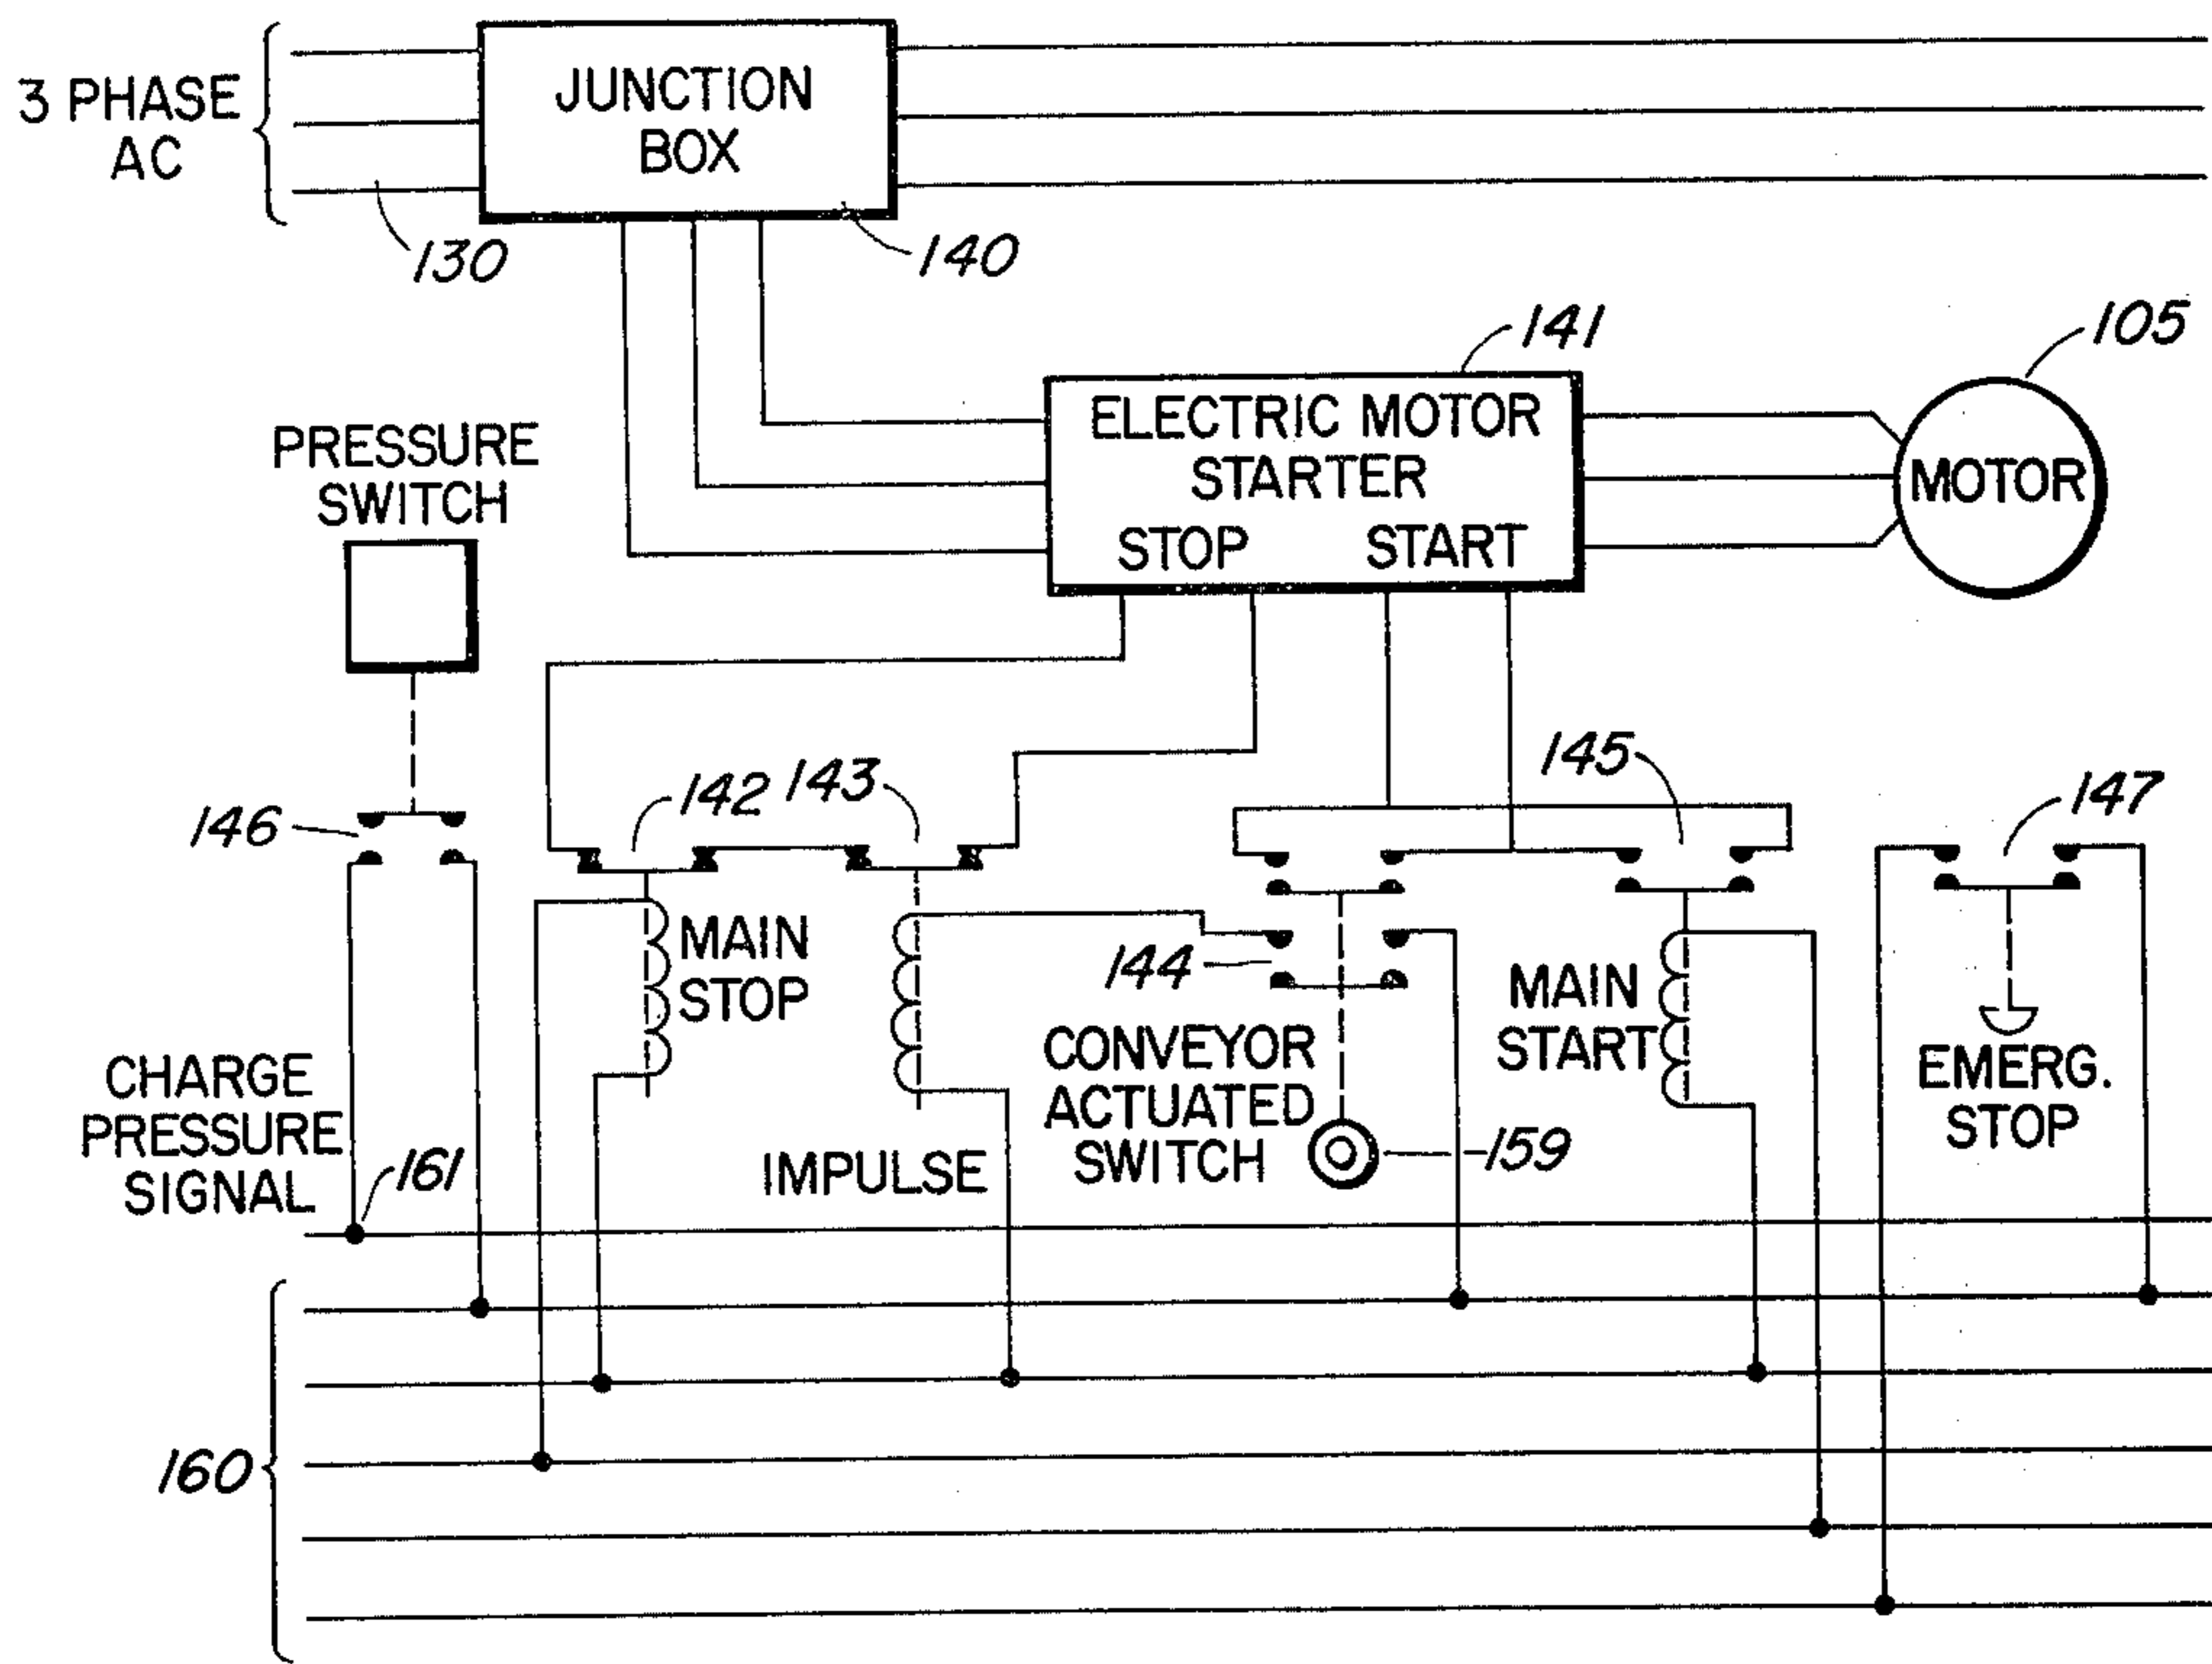 3 PHASE
AC
JUNCTION
BOX
130
140
141
105
ELECTRIC MOTOR
STARTER
STOP START
MOTOR
PRESSURE
SWITCH
146
142
143
145
147
MAIN
STOP
144
CONVEYOR
ACTUATED
SWITCH
159
MAIN
START
EMERG.
STOP
CHARGE
PRESSURE
SIGNAL
161
IMPULSE
160